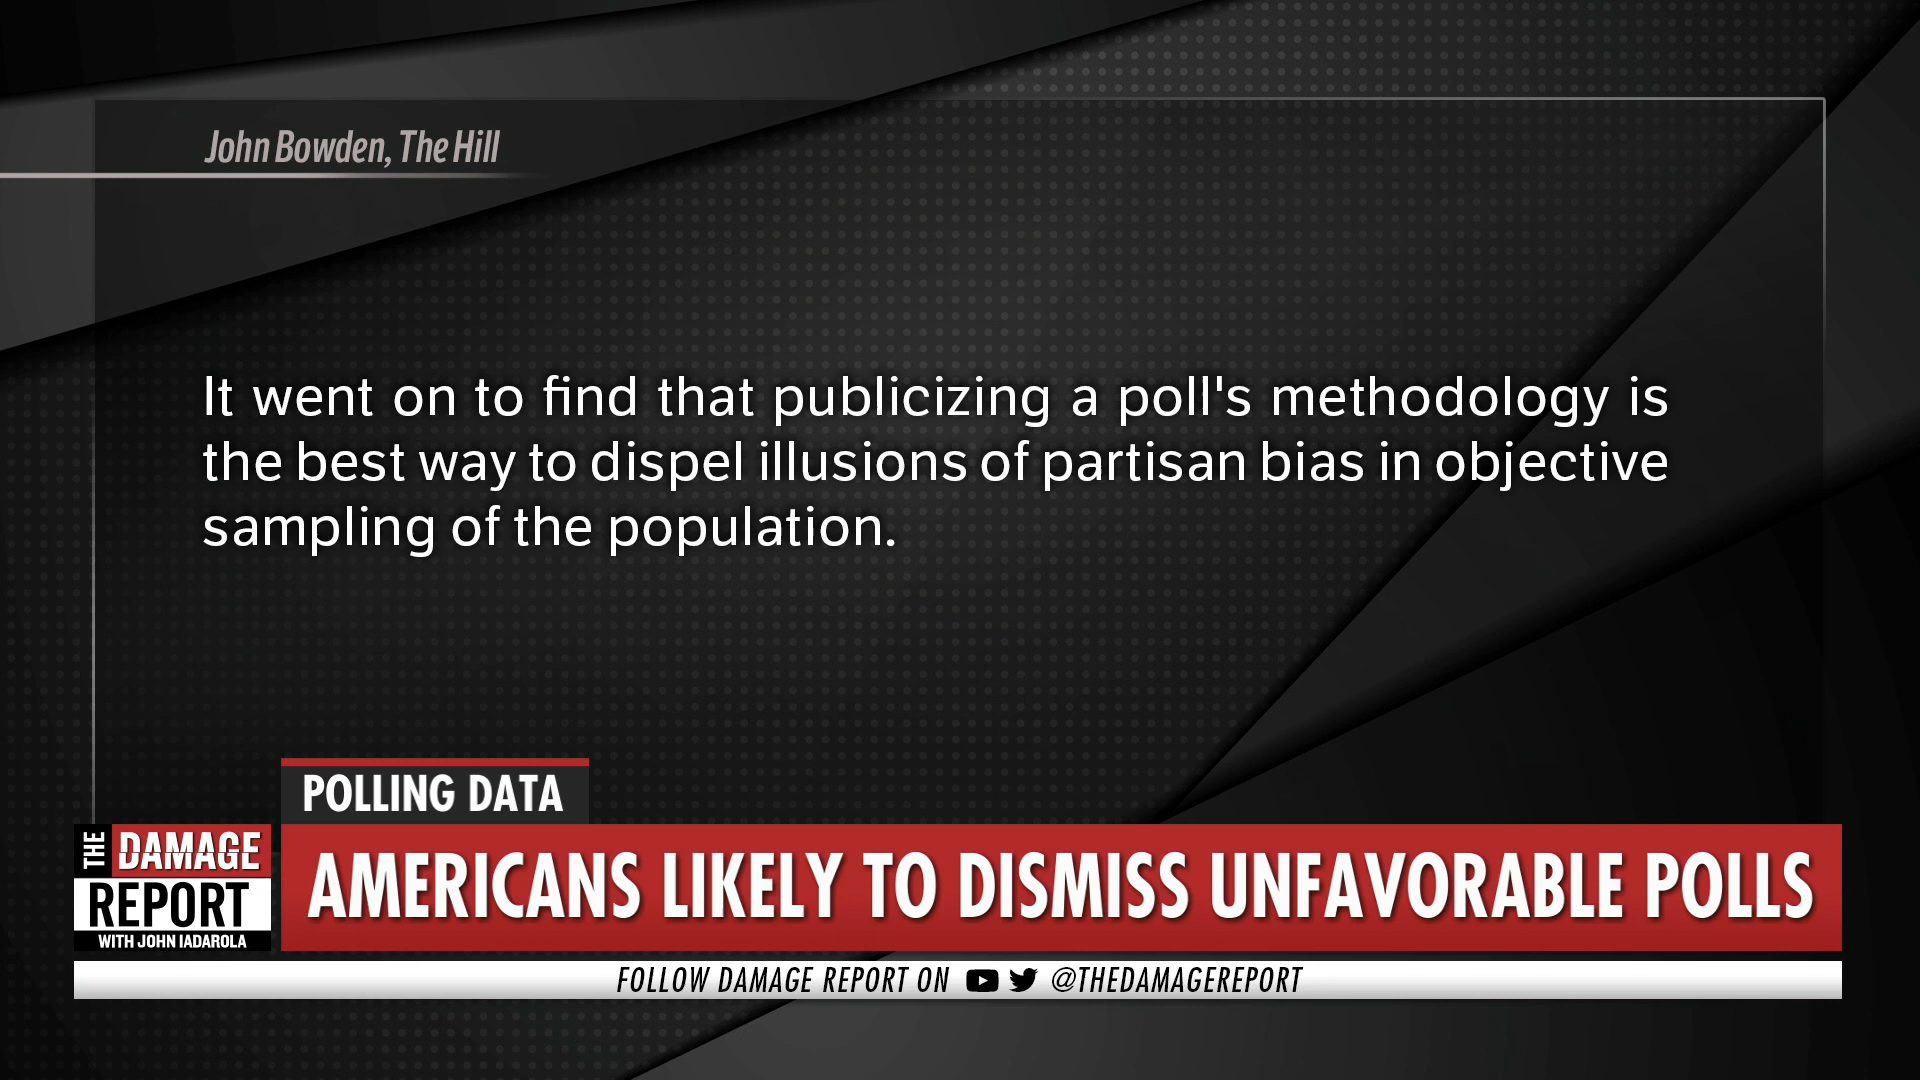 John Bowden, The Hill
It went on to find that publicizing a poll's methodology is
the best way to dispel illusions of partisan bias in objective
sampling of the population.
POLLING DATA
THE DAMAGE
REPORT
WITH JOHN IADAROLA
AMERICANS LIKELY TO DISMISS UNFAVORABLE POLLS
FOLLOW DAMAGE REPORT ON @THEDAMAGEREPORT